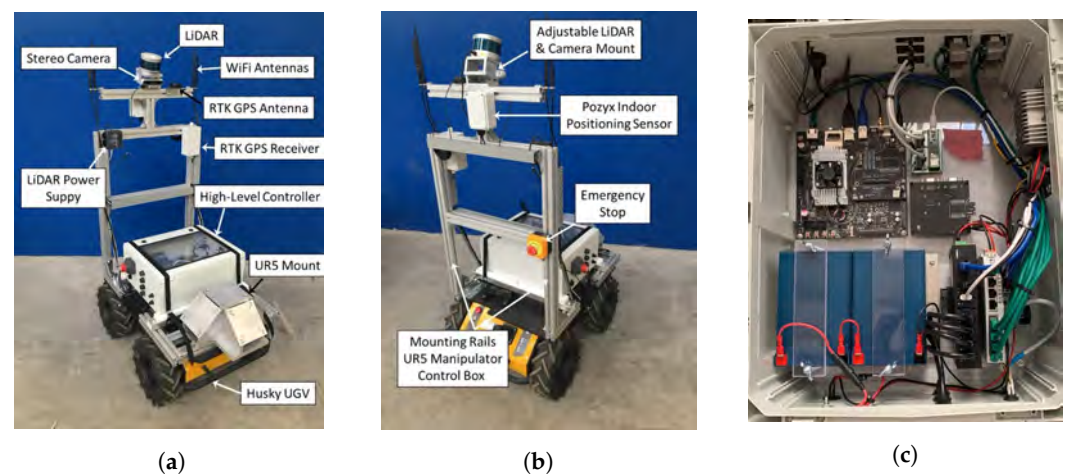 LiDAR
Stereo Camera
WiFi Antennas
RTK GPS Antenna
RTK GPS Receiver
LiDAR Power
Suppy
High-Level Controller
UR5 Mount
Husky UGV
(a)
Adjustable LiDAR
& Camera Mount
Pozyx Indoor
Positioning Sensor
Emergency
Stop
Mounting Rails
UR5 Manipulator
Control Box
(b)
(c)